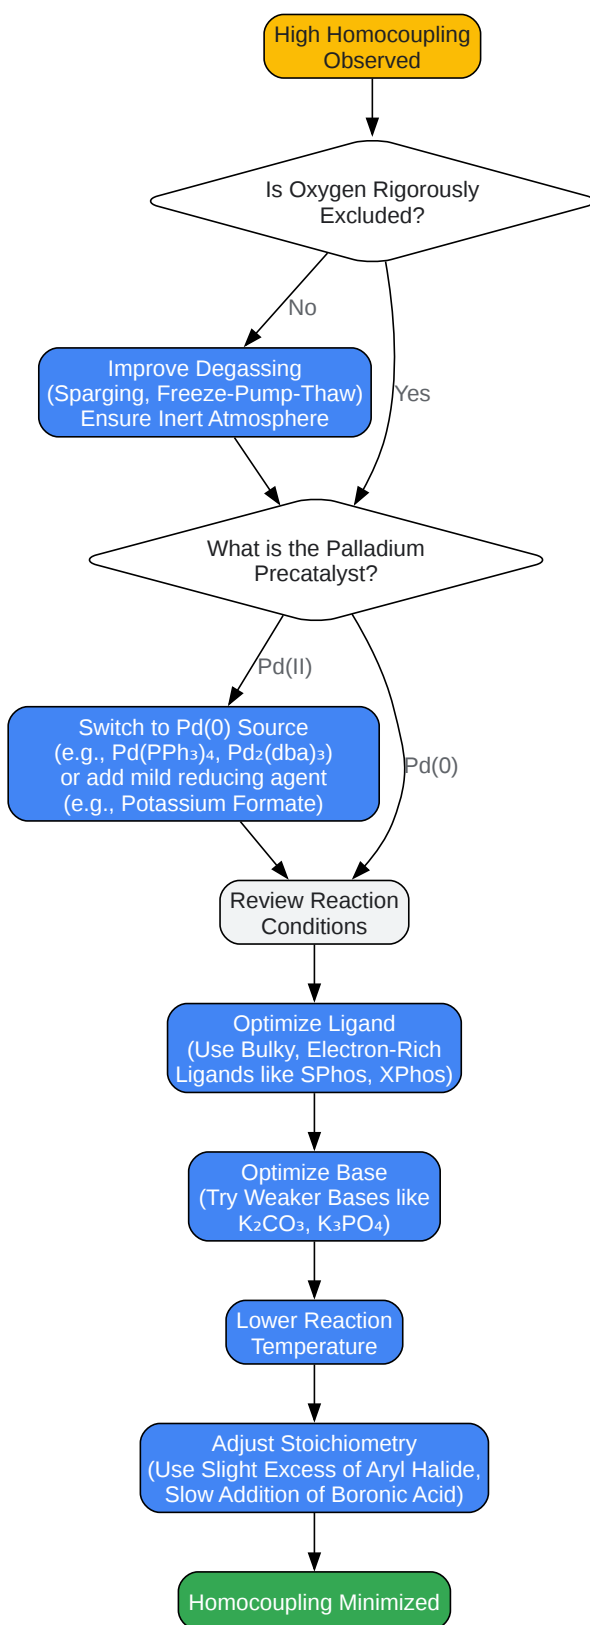 High Homocoupling
Observed
Is Oxygen Rigorously
Excluded?
No
Improve Degassing
(Sparging, Freeze-Pump-Thaw)
Ensure Inert Atmosphere
Yes
What is the Palladium
Precatalyst?
Pd(II)
Switch to Pd(0) Source
(e.g., Pd(PPh₃)₄, Pd₂(dba)₃)
or add mild reducing agent
(e.g., Potassium Formate)
Pd(0)
Review Reaction
Conditions
Optimize Ligand
(Use Bulky, Electron-Rich
Ligands like SPhos, XPhos)
Optimize Base
(Try Weaker Bases like
K₂CO₃, K₃PO₄)
Lower Reaction
Temperature
Adjust Stoichiometry
(Use Slight Excess of Aryl Halide,
Slow Addition of Boronic Acid)
Homocoupling Minimized